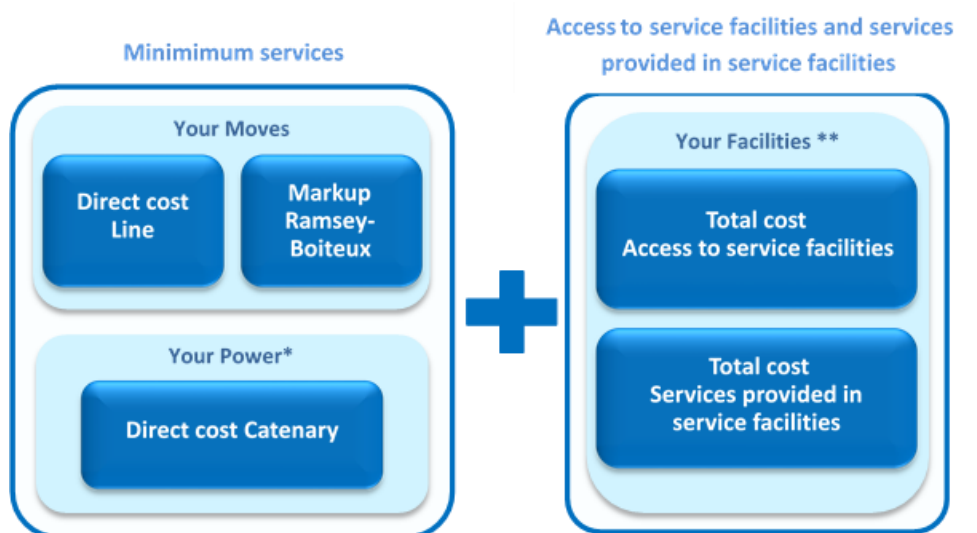 Minimimum services
Your Moves
Direct cost
Line
Markup
Ramsey-
Boiteux
Your Power*
Direct cost Catenary
Access to service facilities and services
provided in service facilities
Your Facilities **
Total cost
Access to service facilities
Total cost
Services provided in
service facilities